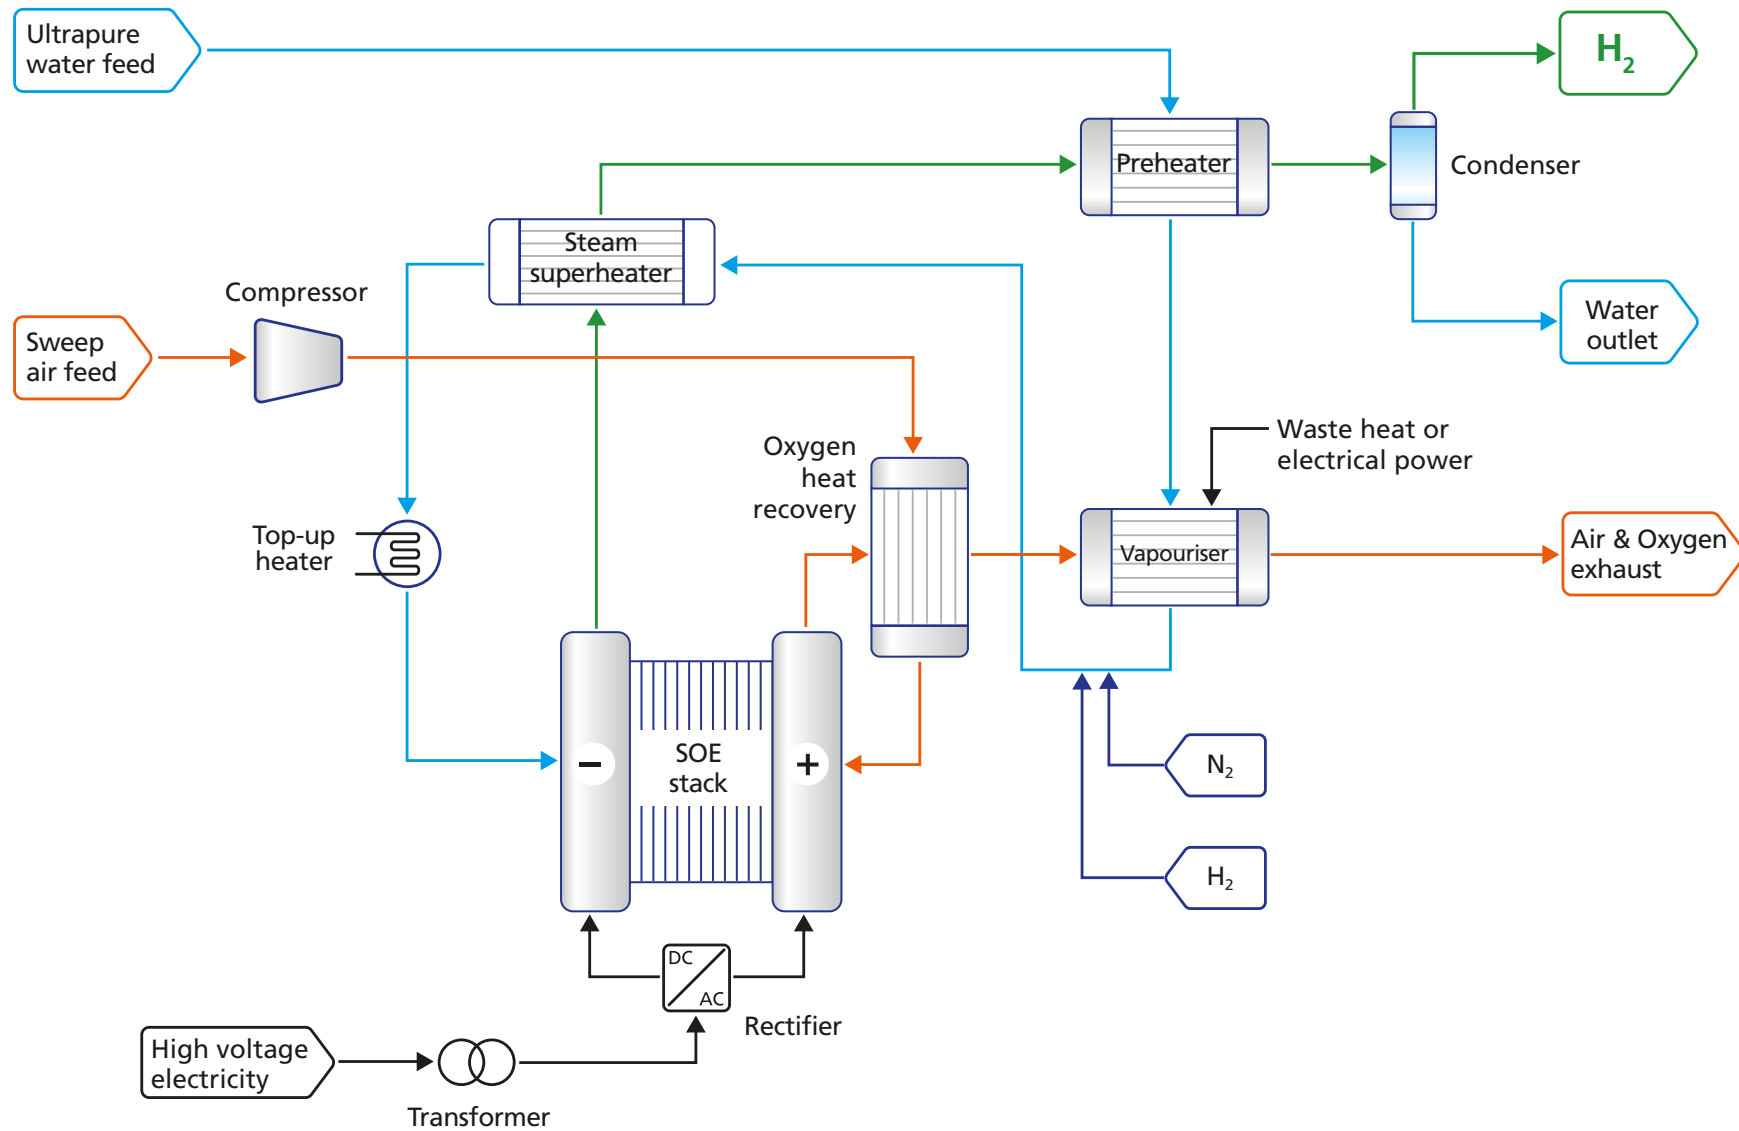 Ultrapure
water feed
H2
Preheater
Condenser
Steam
superheater
Compressor
Sweep
air feed
Water
outlet
Oxygen
heat
recovery
Waste heat or
electrical power
Top-up
heater
Vapouriser
Air & Oxygen
exhaust
SOE
stack
−
+
N2
H2
DC
AC
Rectifier
High voltage
electricity
Transformer